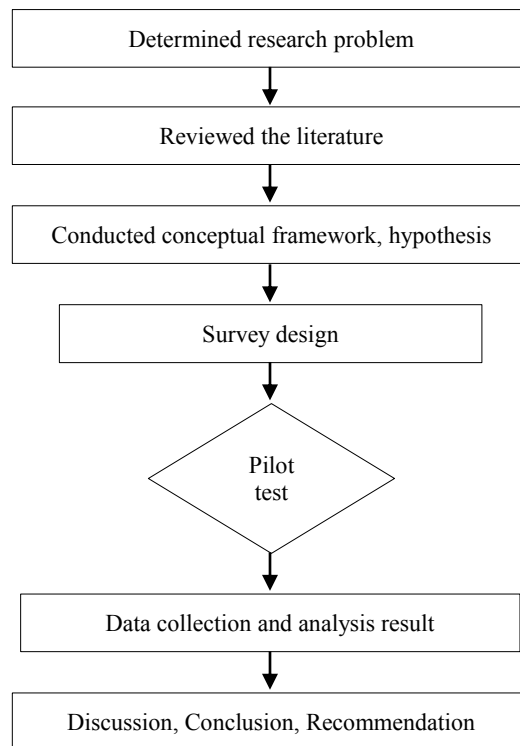 Determined research problem
Reviewed the literature
Conducted conceptual framework, hypothesis
Survey design
Pilot
test
Data collection and analysis result
Discussion, Conclusion, Recommendation